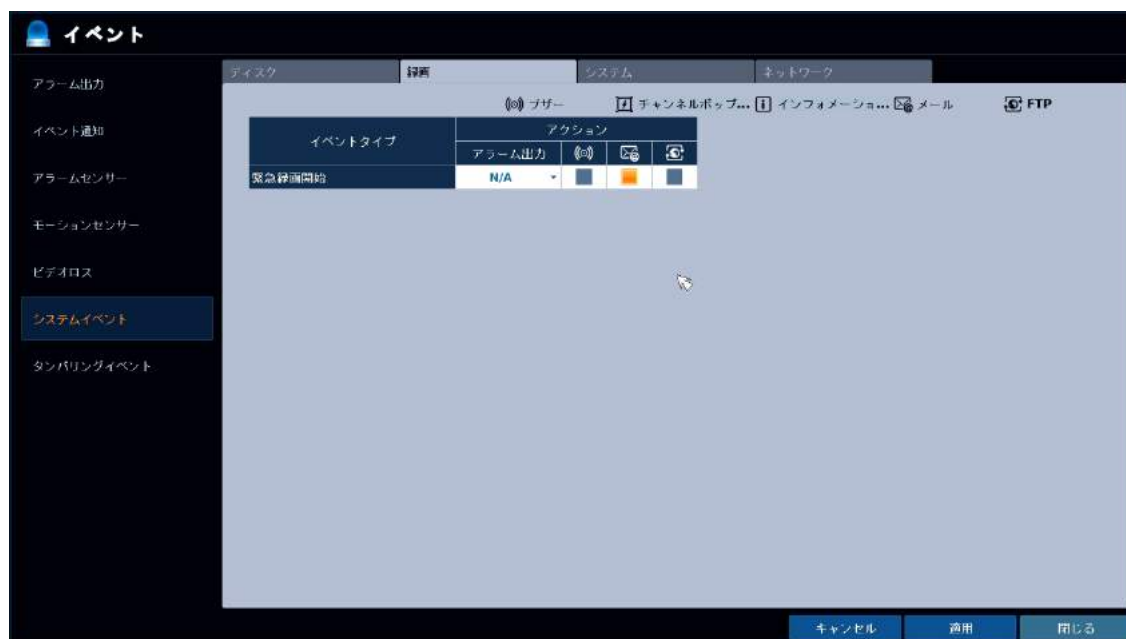 イベント
アラーム出力
イベント通知
アラームセンサー
モーションセンサー
ビデオロス
システムイベント
タンパリングイベント
ディスク 録画 システム ネットワーク
ブザー チャンネルポップ... インフォメーショ... メール FTP
イベントタイプ アクション
アラーム出力
緊急録画開始 N/A
キャンセル 適用 閉じる